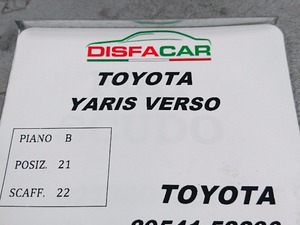 DISFACAR
TOYOTA
YARIS VERSO
PIANO B
POSIZ. 21
SCAFF. 22
TOYOTA